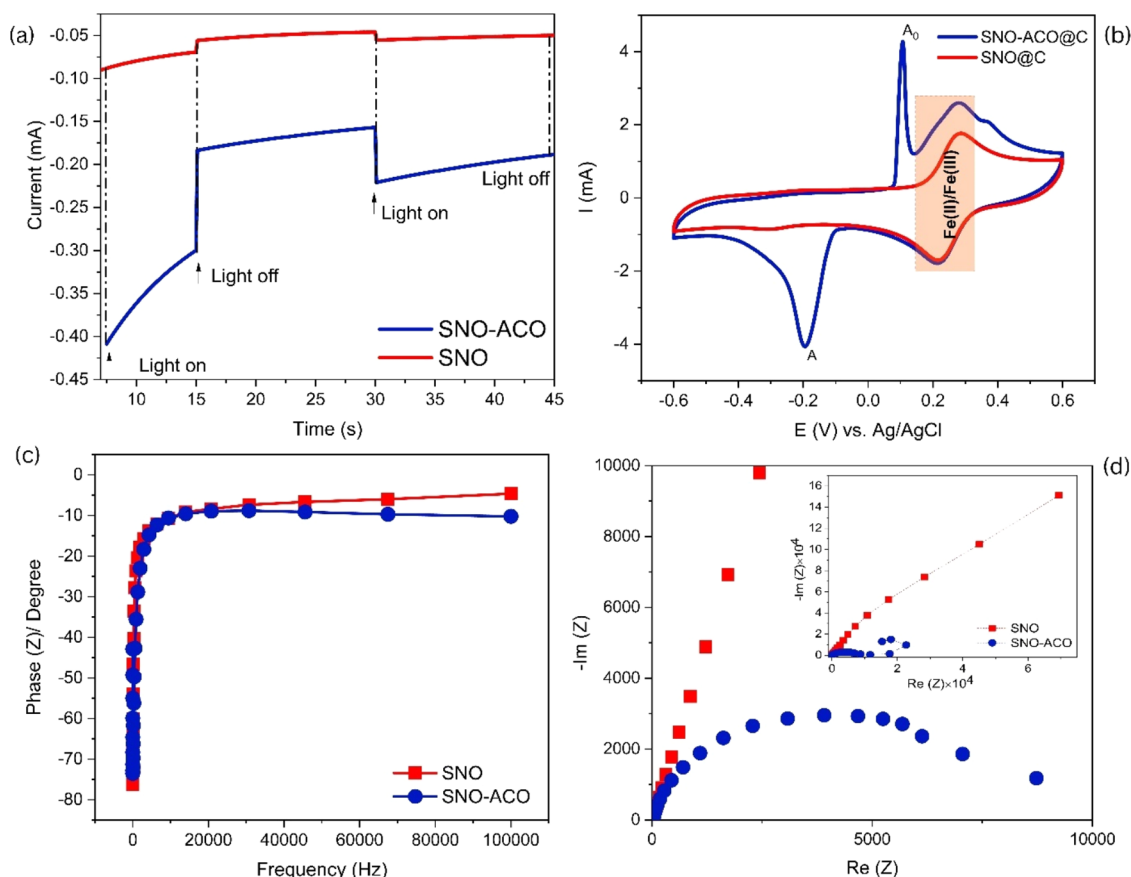 (a)
-0.05
-0.10
-0.15
-0.20
-0.25
-0.30
-0.35
-0.40
-0.45
Current (mA)
Light on
Light off
Light on
Light off
SNO-ACO
SNO
10 15 20 25 30 35 40 45
Time (s)
(b)
4
2
0
-2
-4
I (mA)
A0
SNO-ACO@C
SNO@C
Fe(II)/Fe(III)
A
-0.6 -0.4 -0.2 0.0 0.2 0.4 0.6
E (V) vs. Ag/AgCl
(c)
0
-10
-20
-30
-40
-50
-60
-70
-80
Phase (Z)/ Degree
SNO
SNO-ACO
0 20000 40000 60000 80000 100000
Frequency (Hz)
(d)
10000
8000
6000
4000
2000
0
-Im (Z)
0 5000 10000
Re (Z)
16
14
12
10
8
6
4
2
0
-Im (Z)×10^4
SNO
SNO-ACO
0 2 4 6
Re (Z)×10^4